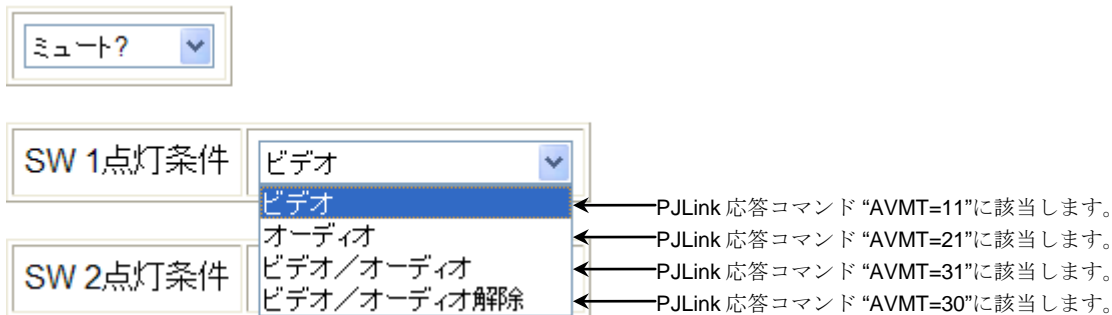 ミュート?
SW 1点灯条件 ビデオ
ビデオ PJLink 応答コマンド “AVMT=11”に該当します。
オーディオ PJLink 応答コマンド “AVMT=21”に該当します。
SW 2点灯条件 ビデオ／オーディオ PJLink 応答コマンド “AVMT=31”に該当します。
ビデオ／オーディオ解除 PJLink 応答コマンド “AVMT=30”に該当します。